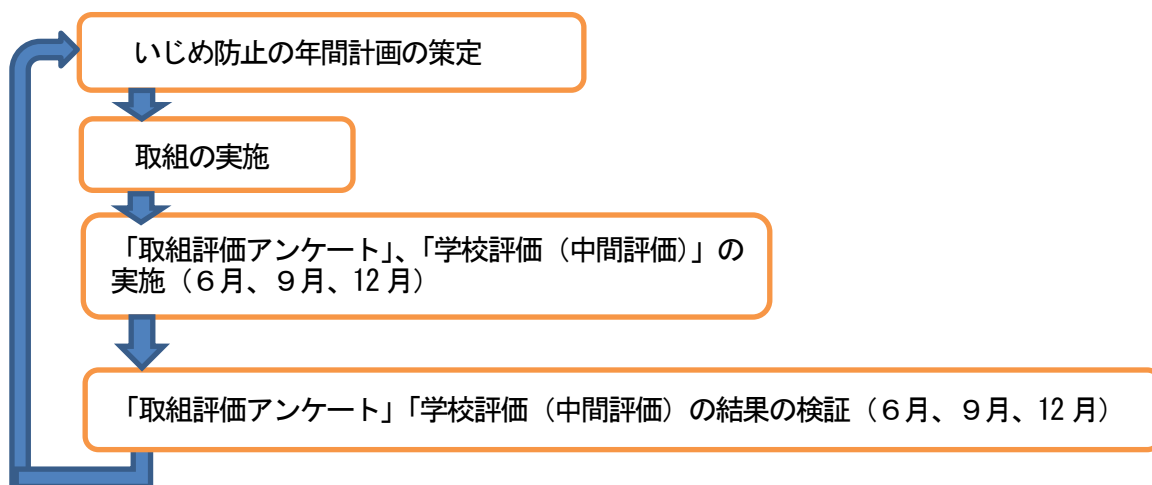 いじめ防止の年間計画の策定
取組の実施
「取組評価アンケート」、「学校評価（中間評価）」の
実施（６月、９月、12 月）
「取組評価アンケート」「学校評価（中間評価）の結果の検証（６月、９月、12 月）